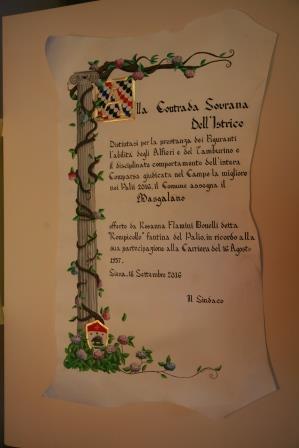 Alla Contrada Sovrana
Dell'Istrice
Distintasi per la prestanza dei Figuranti
l'abilità degli Alfieri e del Tamburino e
il disciplinato comportamento dell'intera
Comparsa giudicata nel Campo la migliore
nei Palii 2016, il Comune assegna il
Masgalano
offerto da Rosanna Flamini Bonelli detta
"Rompicollo" fantina del Palio, in ricordo alla
sua partecipazione alla Carriera del 16 Agosto
1957.
Siena, 16 Settembre 2016
Il Sindaco